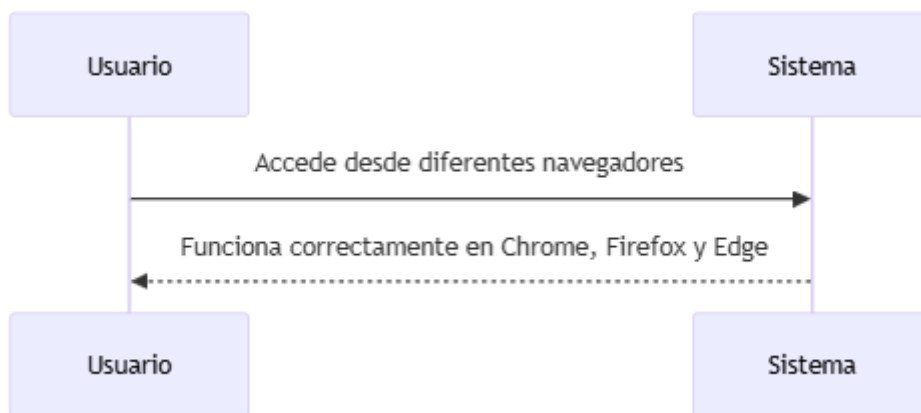 Usuario
Sistema
Accede desde diferentes navegadores
Funciona correctamente en Chrome, Firefox y Edge
Usuario
Sistema